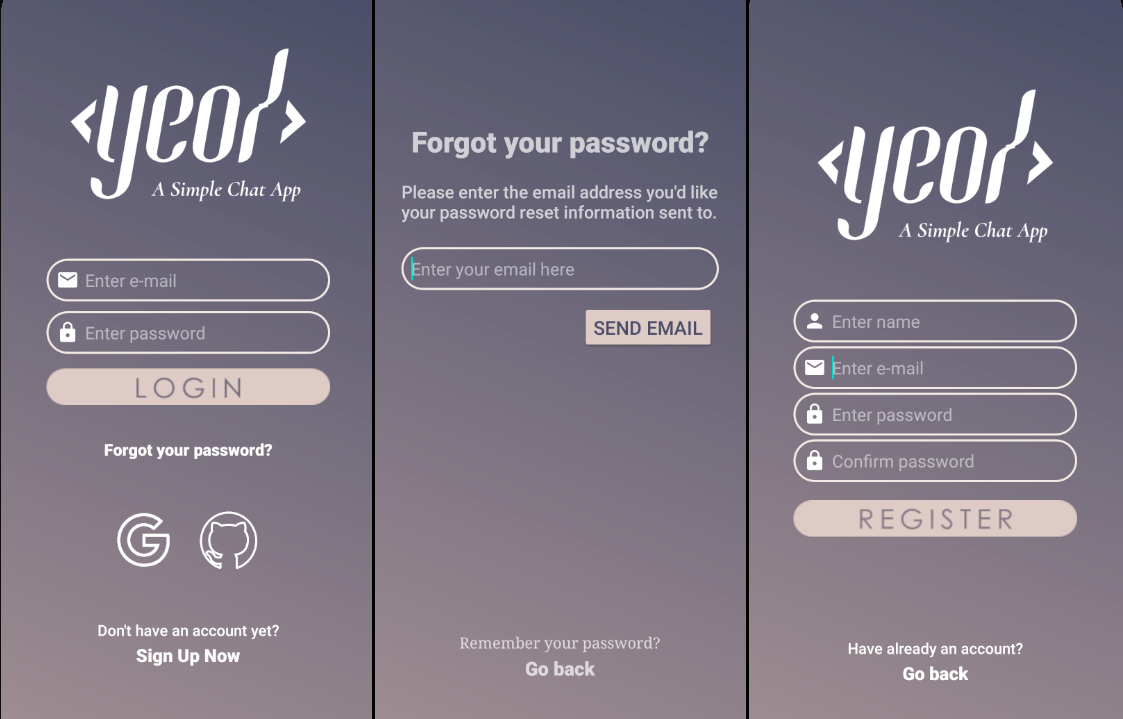 <yeol>
A Simple Chat App
Enter e-mail
Enter password
LOGIN
Forgot your password?
Don't have an account yet?
Sign Up Now
Forgot your password?
Please enter the email address you'd like
your password reset information sent to.
Enter your email here
SEND EMAIL
Remember your password?
Go back
<yeol>
A Simple Chat App
Enter name
Enter e-mail
Enter password
Confirm password
REGISTER
Have already an account?
Go back